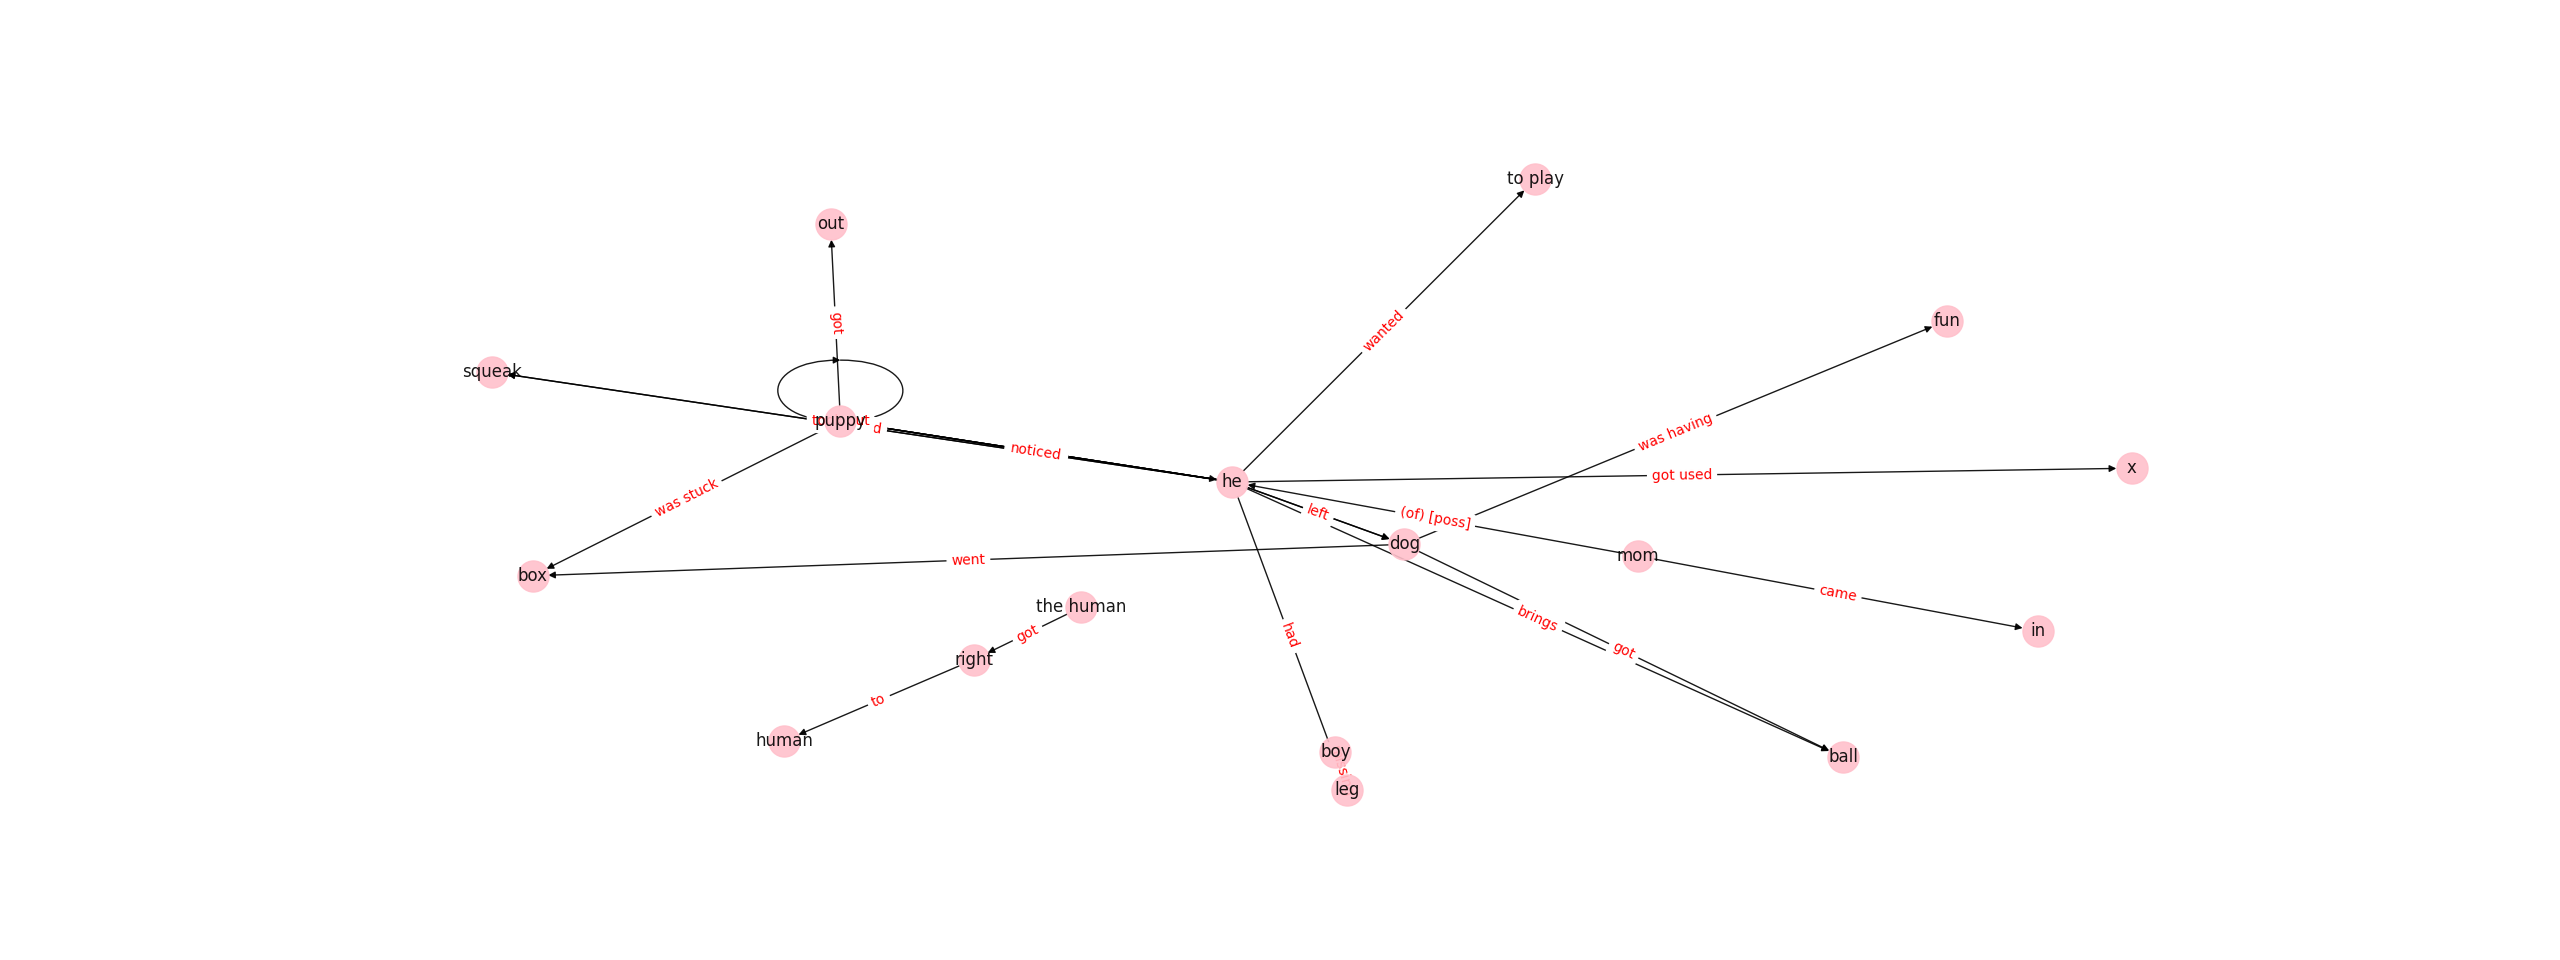 to play
out
fun
got
wanted
squeak
puppy
was having
noticed
x
got used
he
was stuck
left
(of) [poss]
dog
mom
went
box
came
the human
brings
in
got
had
got
right
to
human
boy
ball
leg